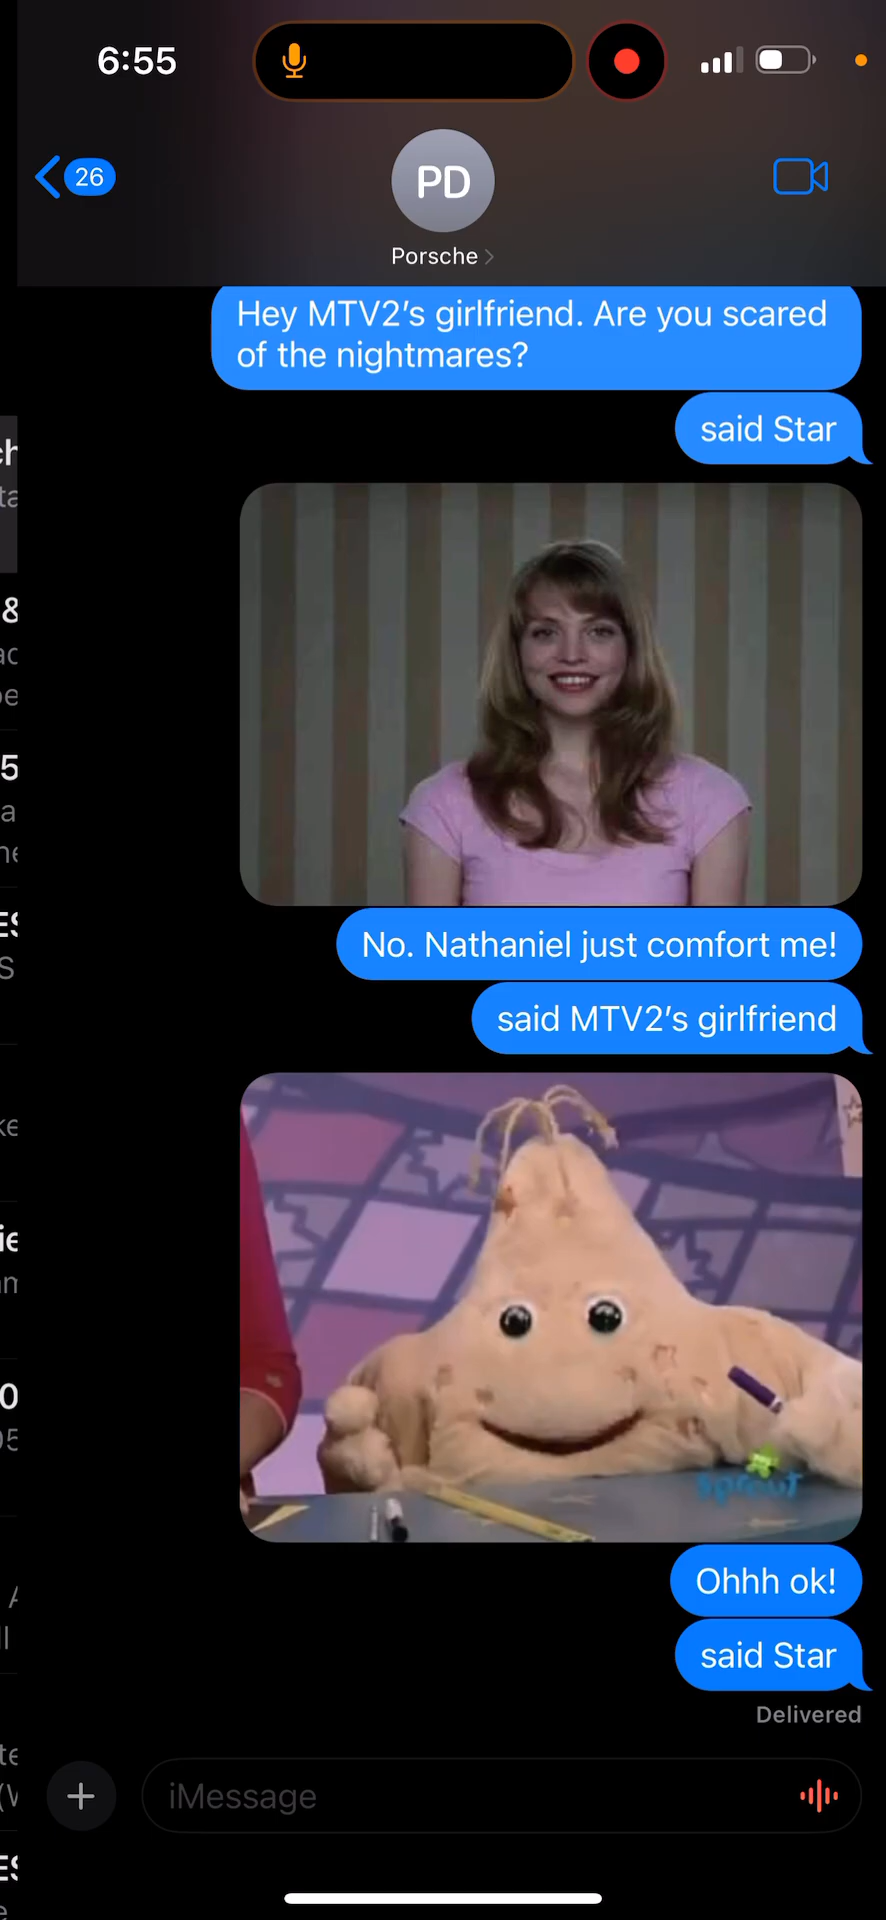 6:55
26
PD
Porsche
Hey MTV2’s girlfriend. Are you scared
of the nightmares?
said Star
No. Nathaniel just comfort me!
said MTV2’s girlfriend
sprout
Ohhh ok!
said Star
Delivered
iMessage